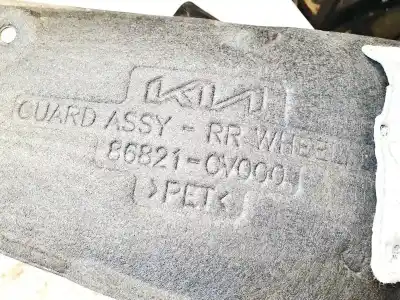 KIA
GUARD ASSY - RR WHEEL
86821-CV000
>PET<